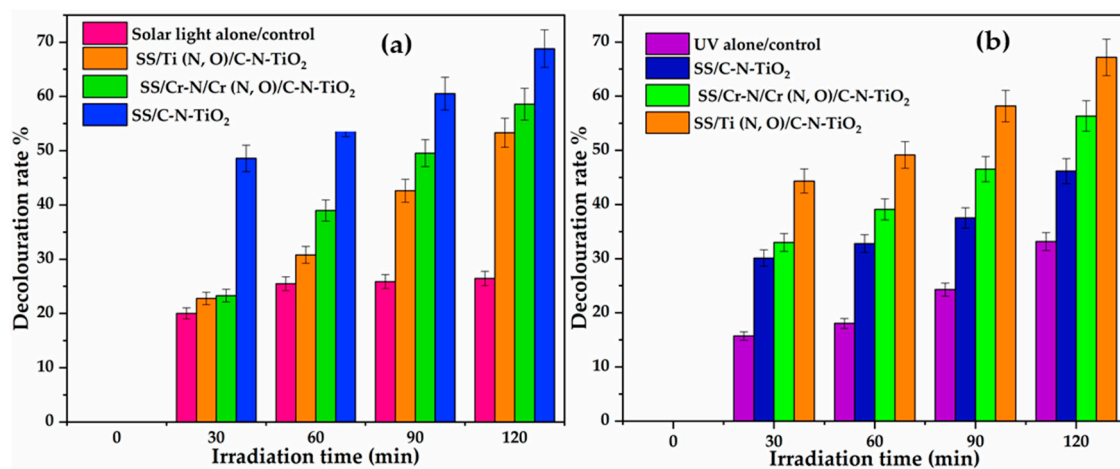 (a)
Solar light alone/control
SS/Ti (N, O)/C-N-TiO₂
SS/Cr-N/Cr (N, O)/C-N-TiO₂
SS/C-N-TiO₂
Decolouration rate %
70
60
50
40
30
20
10
0
0 30 60 90 120
Irradiation time (min)
(b)
UV alone/control
SS/C-N-TiO₂
SS/Cr-N/Cr (N, O)/C-N-TiO₂
SS/Ti (N, O)/C-N-TiO₂
Decolouration rate %
70
60
50
40
30
20
10
0
0 30 60 90 120
Irradiation time (min)